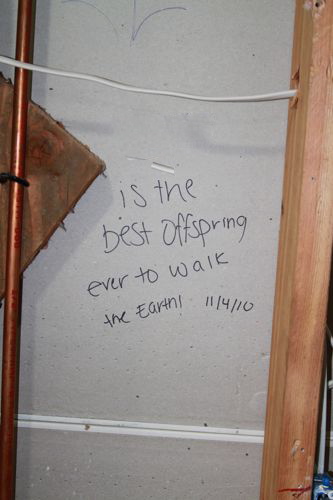 is the
best Offspring
ever to walk
the Earth! 11/4/10